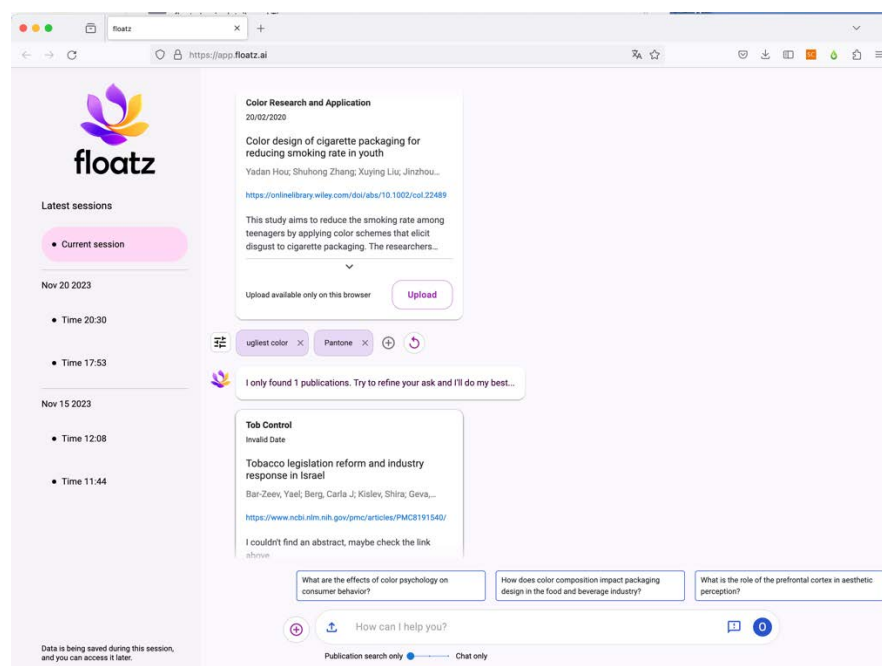 floatz
https://app.floatz.ai
floatz
Latest sessions
Current session
Nov 20 2023
Time 20:30
Time 17:53
Nov 15 2023
Time 12:08
Time 11:44
Data is being saved during this session,
and you can access it later.
Color Research and Application
20/02/2020
Color design of cigarette packaging for
reducing smoking rate in youth
Yadan Hou; Shuhong Zhang; Xuying Liu; Jinzhou...
https://onlinelibrary.wiley.com/doi/abs/10.1002/col.22489
This study aims to reduce the smoking rate among
teenagers by applying color schemes that elicit
disgust to cigarette packaging. The researchers...
Upload available only on this browser
Upload
ugliest color
Pantone
I only found 1 publications. Try to refine your ask and I'll do my best...
Tob Control
Invalid Date
Tobacco legislation reform and industry
response in Israel
Bar-Zeev, Yael; Berg, Carla J; Kislev, Shira; Geva,...
https://www.ncbi.nlm.nih.gov/pmc/articles/PMC8191540/
I couldn't find an abstract, maybe check the link
above
What are the effects of color psychology on
consumer behavior?
How does color composition impact packaging
design in the food and beverage industry?
What is the role of the prefrontal cortex in aesthetic
perception?
How can I help you?
O
Publication search only
Chat only